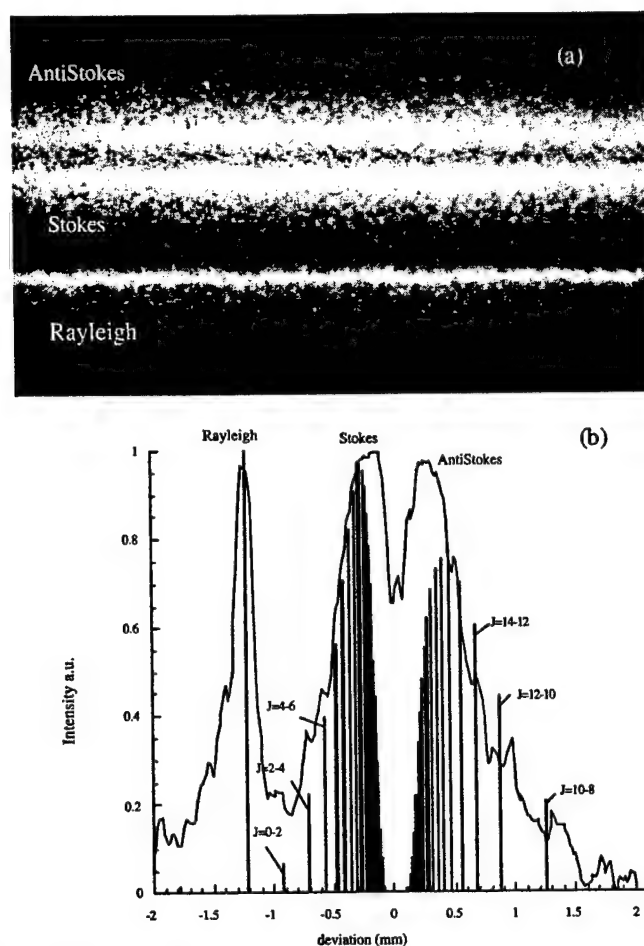 (a)
AntiStokes
Stokes
Rayleigh
(b)
Rayleigh
Stokes
AntiStokes
1
0.8
0.6
0.4
0.2
0
Intensity a.u.
J=14-12
J=4-6
J=12-10
J=2-4
J=10-8
J=0-2
-2
-1.5
-1
-0.5
0
0.5
1
1.5
2
deviation (mm)